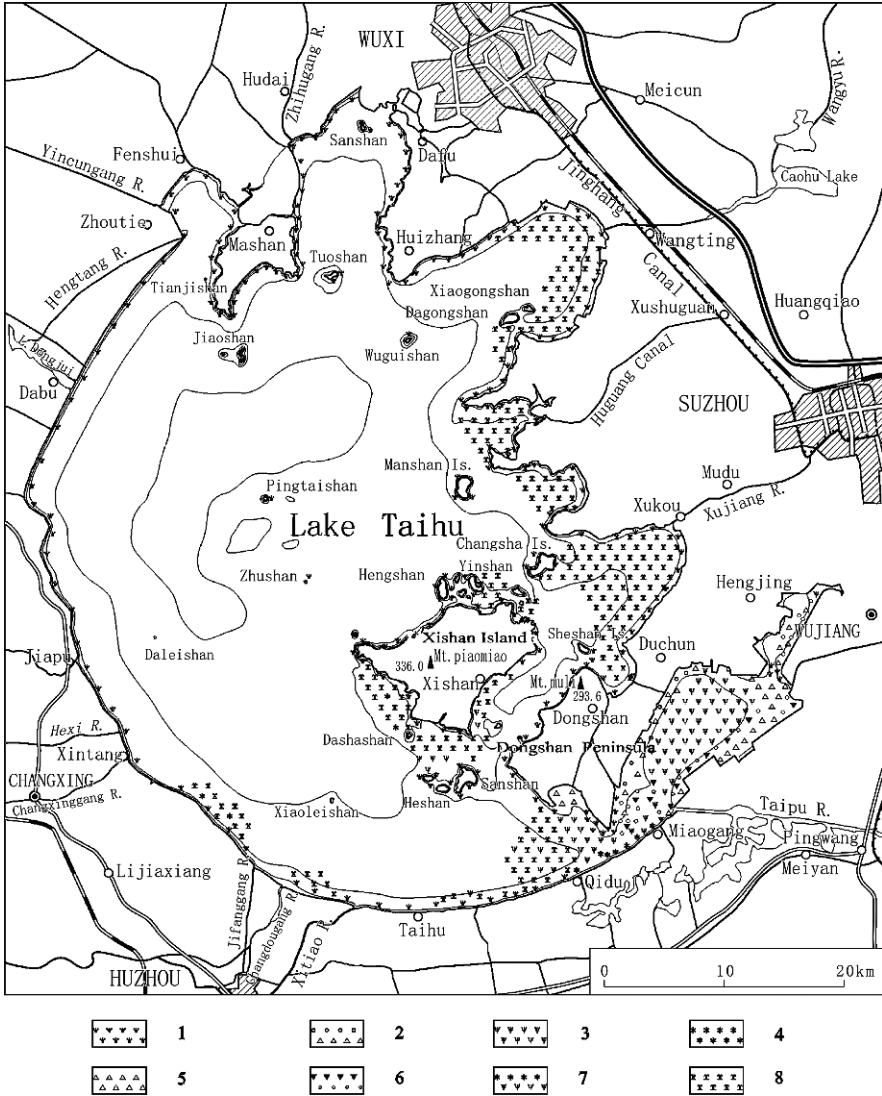 WUXI
Hudai
Zhihugang R.
Meicun
Wangyu R.
Sanshan
Dafu
Fenshui
Yincungang R.
Jinghang
Canal
Caohu Lake
Zhoutie
Mashan
Huizhang
Wangting
Hengtang R.
Tuoshan
Tianjishan
Xiaogongshan
Dagongshan
Xushuguan
Huangqiao
Jiaoshan
Wuguishan
L. Dongjui
Dabu
Huguang Canal
SUZHOU
Manshan Is.
Mudu
Pingtaishan
Xukou
Xujiang R.
Lake Taihu
Changsha Is.
Yinshan
Zhushan
Hengshan
Hengjing
WUJIANG
Xishan Island
Sheshan Is.
Daleishan
Duchun
Jiapu
336.0
Mt.piaomiao
Xishan
Mt.muli
293.6
Dongshan
Hexi R.
Dashashan
Dongshan Peninsula
Xintang
CHANGXING
Sanshan
Heshan
Changxinggang R.
Xiaoleishan
Taipu R.
Miaogang
Pingwang
Meiyan
Lijiaxiang
Qidu
Jifanggang R.
Taihu
Xitiao R.
HUZHOU
0 10 20km
1 2 3 4
5 6 7 8